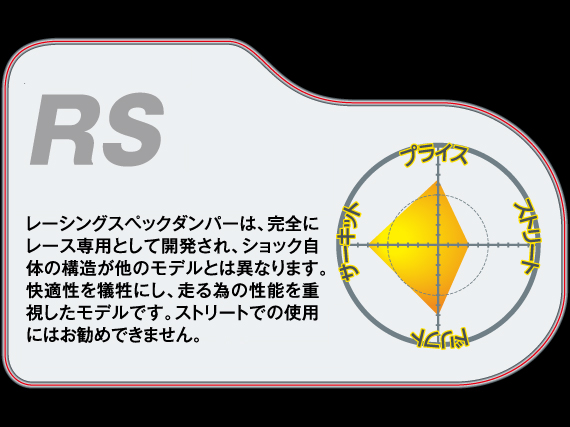 RS
レーシングスペックダンパーは、完全に
レース専用として開発され、ショック自
体の構造が他のモデルとは異なります。
快適性を犠牲にし、走る為の性能を重
視したモデルです。ストリートでの使用
にはお勧めできません。
プライス
ストリート
ドリフト
サーキット